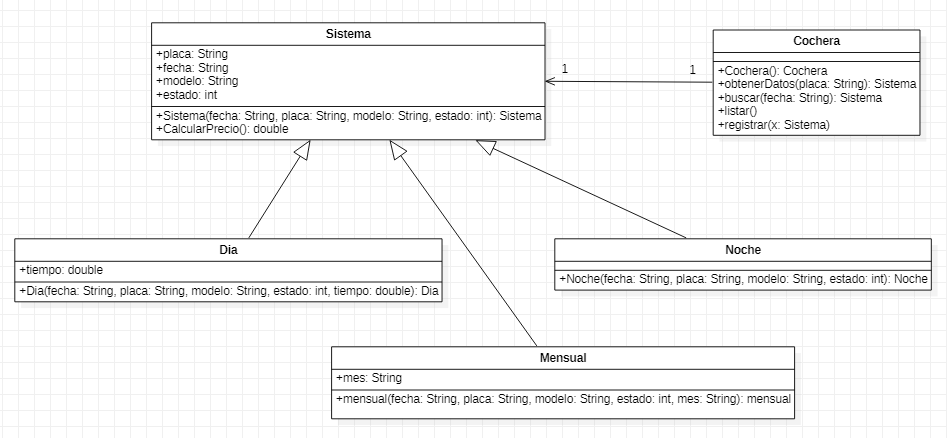 Sistema
+placa: String
+fecha: String
+modelo: String
+estado: int
+Sistema(fecha: String, placa: String, modelo: String, estado: int): Sistema
+CalcularPrecio(): double
1
1
Cochera
+Cochera(): Cochera
+obtenerDatos(placa: String): Sistema
+buscar(fecha: String): Sistema
+listar()
+registrar(x: Sistema)
Dia
+tiempo: double
+Dia(fecha: String, placa: String, modelo: String, estado: int, tiempo: double): Dia
Noche
+Noche(fecha: String, placa: String, modelo: String, estado: int): Noche
Mensual
+mes: String
+mensual(fecha: String, placa: String, modelo: String, estado: int, mes: String): mensual